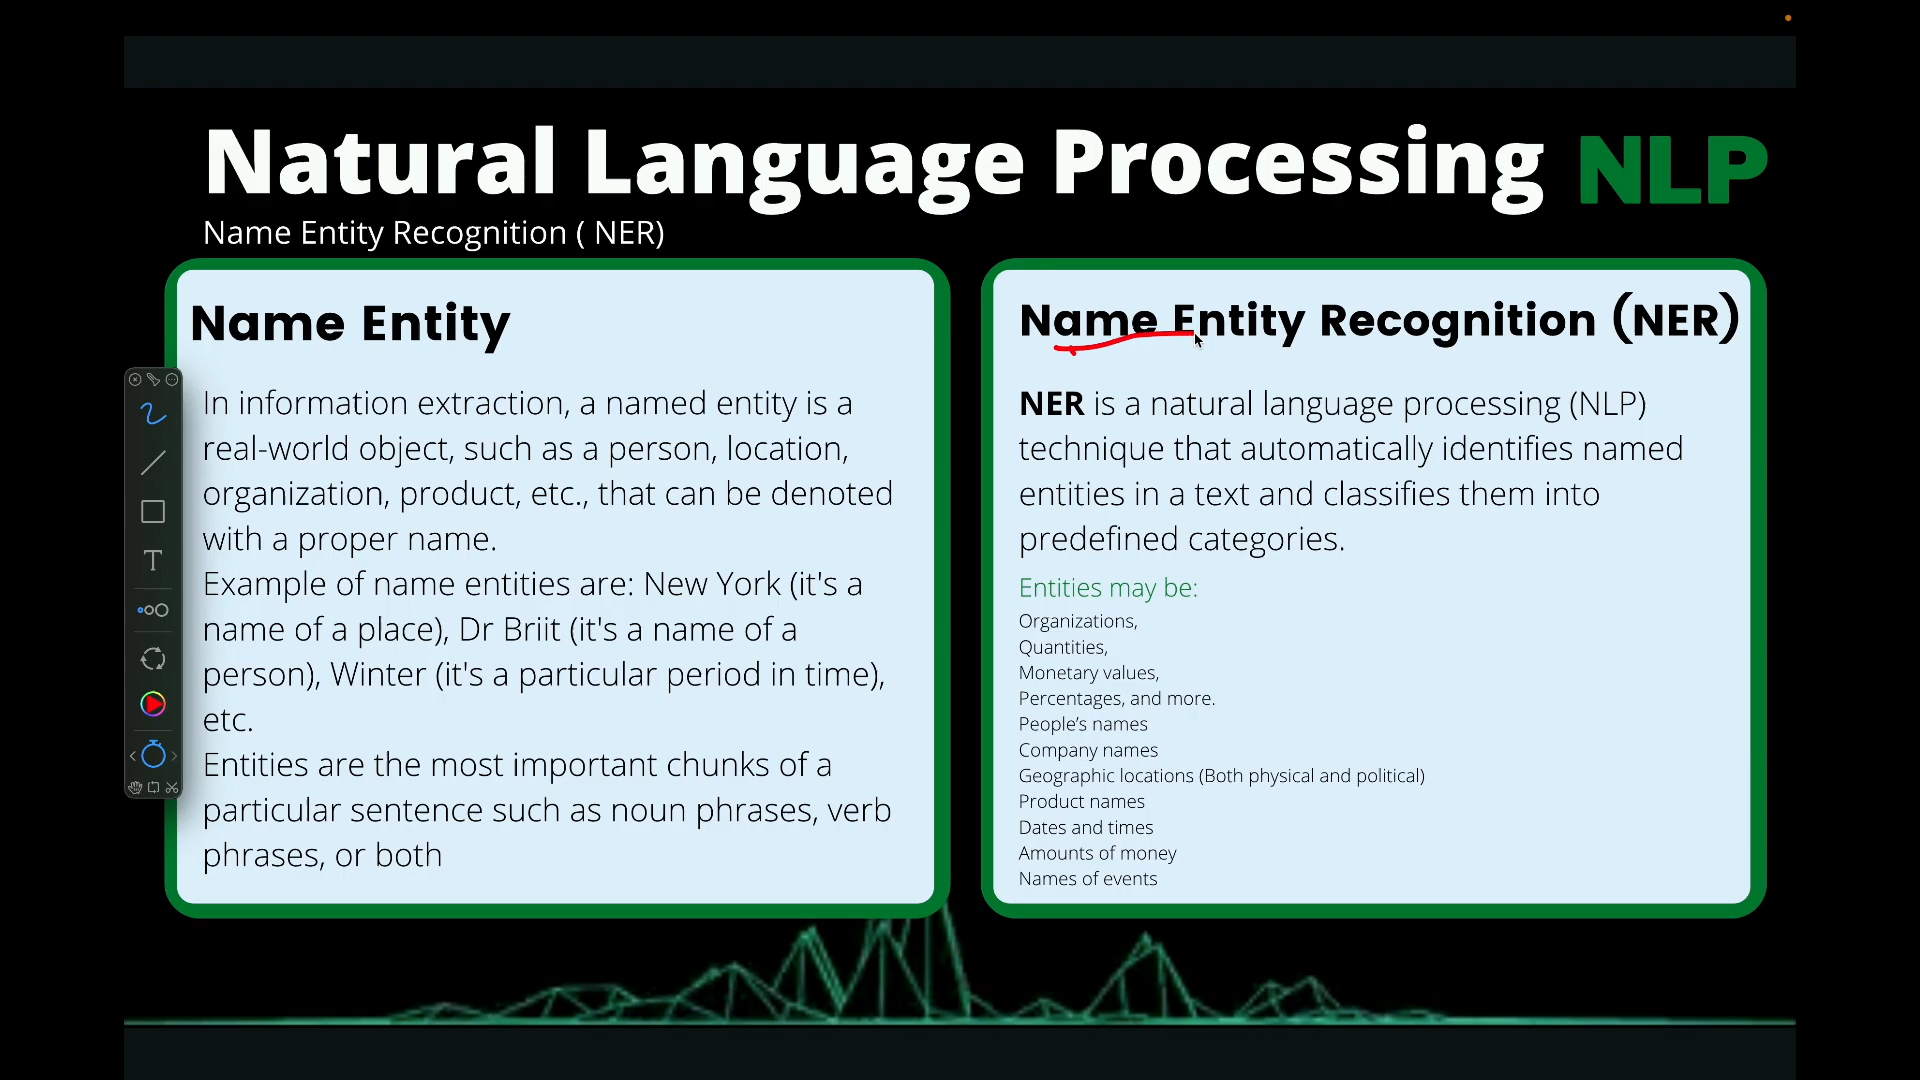 Natural Language Processing NLP
Name Entity Recognition ( NER)
Name Entity
In information extraction, a named entity is a
real-world object, such as a person, location,
organization, product, etc., that can be denoted
with a proper name.
Example of name entities are: New York (it's a
name of a place), Dr Briit (it's a name of a
person), Winter (it's a particular period in time),
etc.
Entities are the most important chunks of a
particular sentence such as noun phrases, verb
phrases, or both
Name Entity Recognition (NER)
NER is a natural language processing (NLP)
technique that automatically identifies named
entities in a text and classifies them into
predefined categories.
Entities may be:
Organizations,
Quantities,
Monetary values,
Percentages, and more.
People’s names
Company names
Geographic locations (Both physical and political)
Product names
Dates and times
Amounts of money
Names of events
T